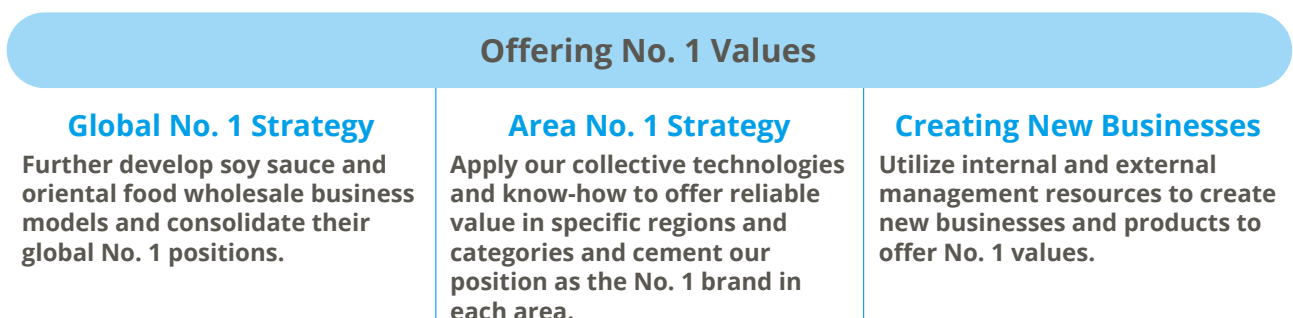 Offering No. 1 Values
Global No. 1 Strategy
Further develop soy sauce and
oriental food wholesale business
models and consolidate their
global No. 1 positions.
Area No. 1 Strategy
Apply our collective technologies
and know-how to offer reliable
value in specific regions and
categories and cement our
position as the No. 1 brand in
each area.
Creating New Businesses
Utilize internal and external
management resources to create
new businesses and products to
offer No. 1 values.